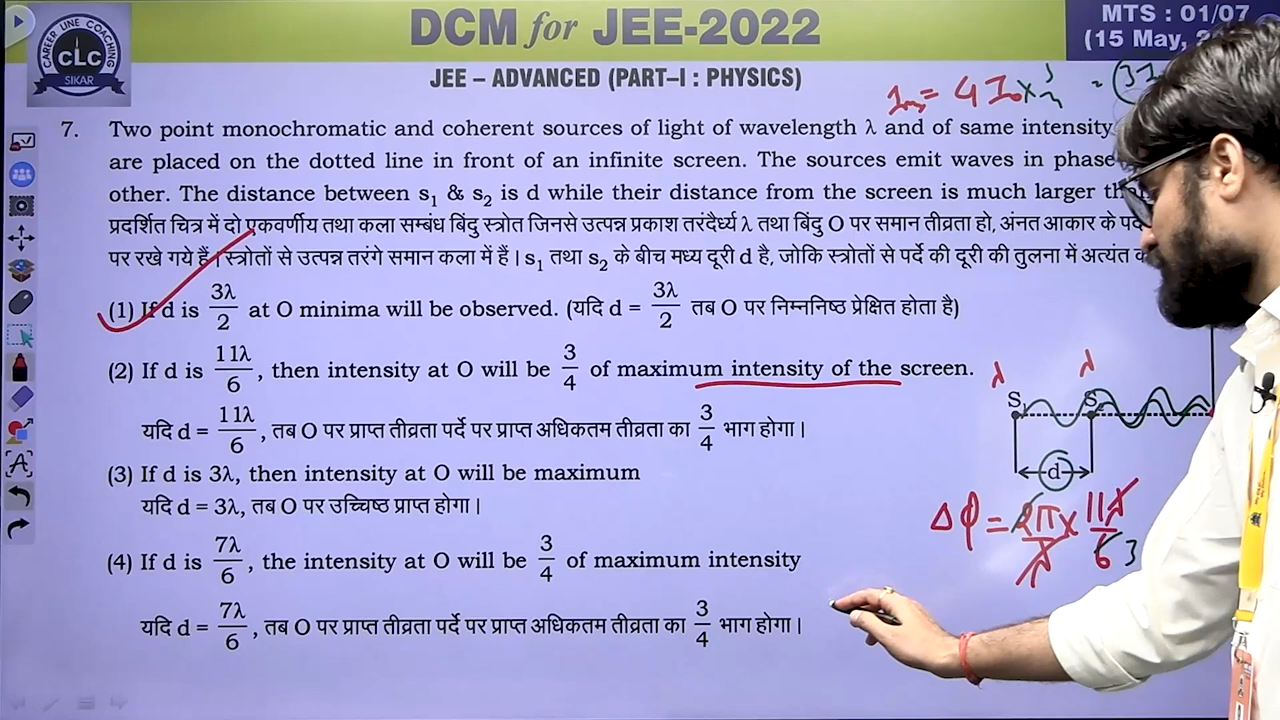 DCM for JEE-2022
MTS : 01/07
(15 May, 2
CAREER LINE COACHING
CLC
SIKAR
JEE – ADVANCED (PART–I : PHYSICS)
= 4I₀ ×
7. Two point monochromatic and coherent sources of light of wavelength λ and of same intensity
are placed on the dotted line in front of an infinite screen. The sources emit waves in phase
other. The distance between s₁ & s₂ is d while their distance from the screen is much larger
प्रदर्शित चित्र में दो एकवर्णीय तथा कला सम्बंध बिंदु स्त्रोत जिनसे उत्पन्न प्रकाश तरंदैर्ध्य λ तथा बिंदु O पर समान तीव्रता हो, अंनत आकार के
पर रखे गये हैं। स्त्रोतों से उत्पन्न तरंगे समान कला में हैं। s₁ तथा s₂ के बीच मध्य दूरी d है, जोकि स्त्रोतों से पर्दे की दूरी की तुलना में अत्यंत
(1) If d is 3λ/2 at O minima will be observed. (यदि d = 3λ/2 तब O पर निम्ननिष्ठ प्रेक्षित होता है)
(2) If d is 11λ/6, then intensity at O will be 3/4 of maximum intensity of the screen.
यदि d = 11λ/6, तब O पर प्राप्त तीव्रता पर्दे पर प्राप्त अधिकतम तीव्रता का 3/4 भाग होगा।
(3) If d is 3λ, then intensity at O will be maximum
यदि d = 3λ, तब O पर उच्चिष्ठ प्राप्त होगा।
(4) If d is 7λ/6, the intensity at O will be 3/4 of maximum intensity
यदि d = 7λ/6, तब O पर प्राप्त तीव्रता पर्दे पर प्राप्त अधिकतम तीव्रता का 3/4 भाग होगा।
λ λ
S₁ S₂
d
Δφ = 2π/λ × 11λ/6 3